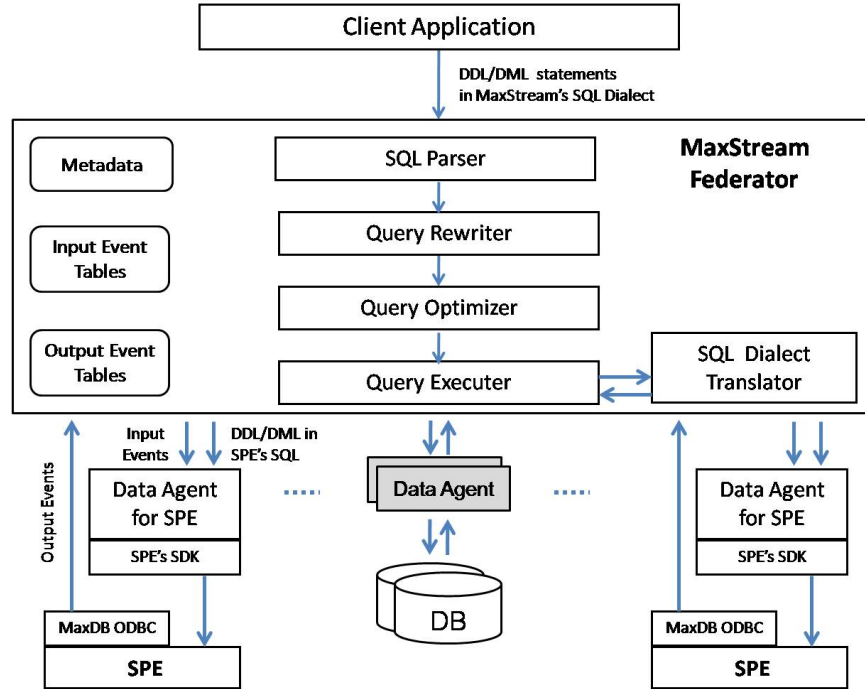 Client Application
DDL/DML statements
in MaxStream's SQL Dialect
Metadata
SQL Parser
MaxStream
Federator
Input Event
Tables
Query Rewriter
Query Optimizer
Output Event
Tables
Query Executer
SQL Dialect
Translator
Output Events
Input
Events
DDL/DML in
SPE's SQL
Data Agent
for SPE
SPE's SDK
MaxDB ODBC
SPE
Data Agent
DB
Data Agent
for SPE
SPE's SDK
MaxDB ODBC
SPE